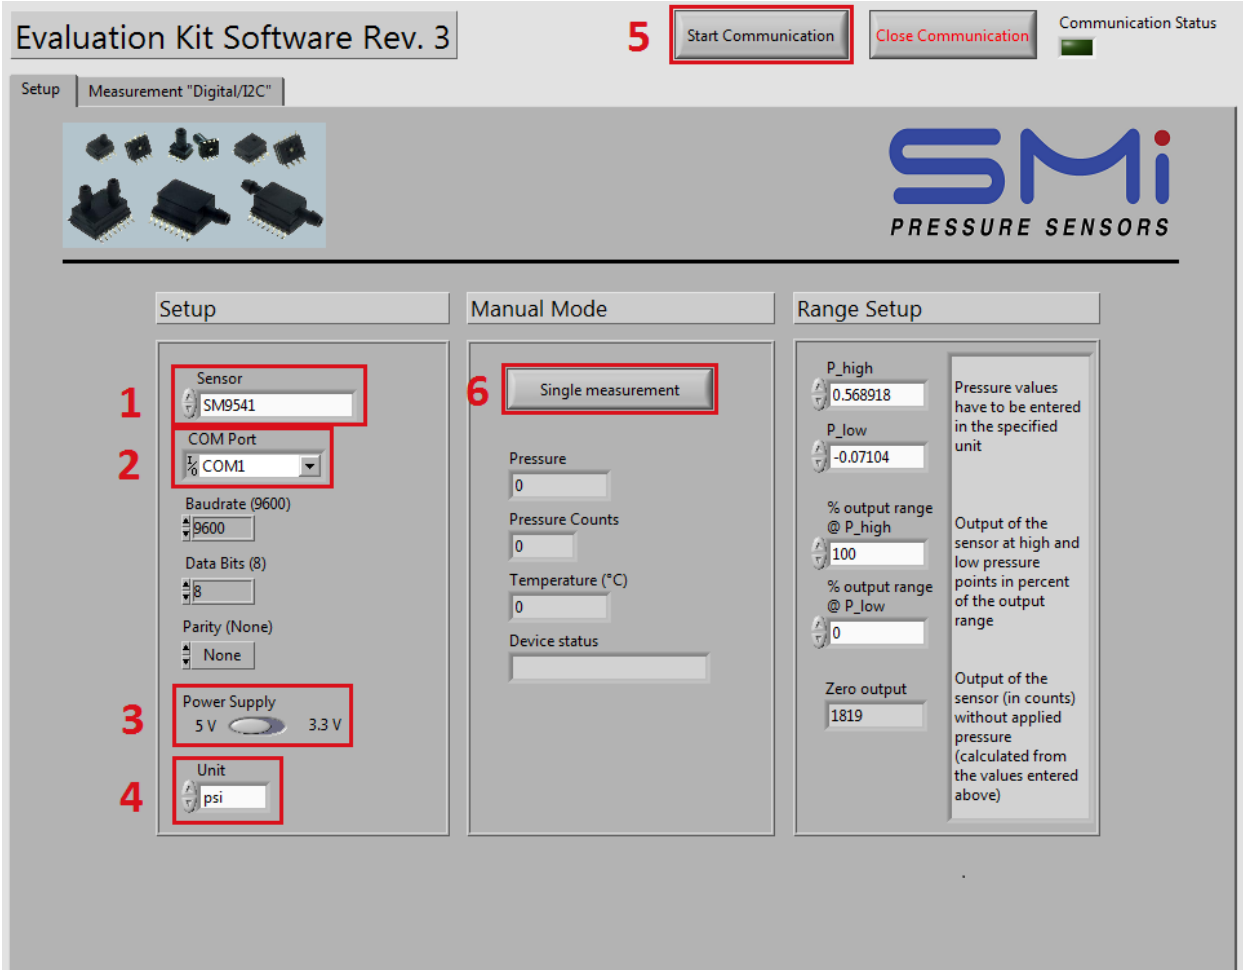 Evaluation Kit Software Rev. 3
5
Start Communication
Close Communication
Communication Status
Setup
Measurement "Digital/I2C"
SMi
PRESSURE SENSORS
Setup
1
Sensor
SM9541
2
COM Port
I/O
COM1
Baudrate (9600)
9600
Data Bits (8)
8
Parity (None)
None
3
Power Supply
5 V
3.3 V
4
Unit
psi
Manual Mode
6
Single measurement
Pressure
0
Pressure Counts
0
Temperature (°C)
0
Device status
Range Setup
P_high
0.568918
P_low
-0.07104
% output range
@ P_high
100
% output range
@ P_low
0
Zero output
1819
Pressure values
have to be entered
in the specified
unit
Output of the
sensor at high and
low pressure
points in percent
of the output
range
Output of the
sensor (in counts)
without applied
pressure
(calculated from
the values entered
above)